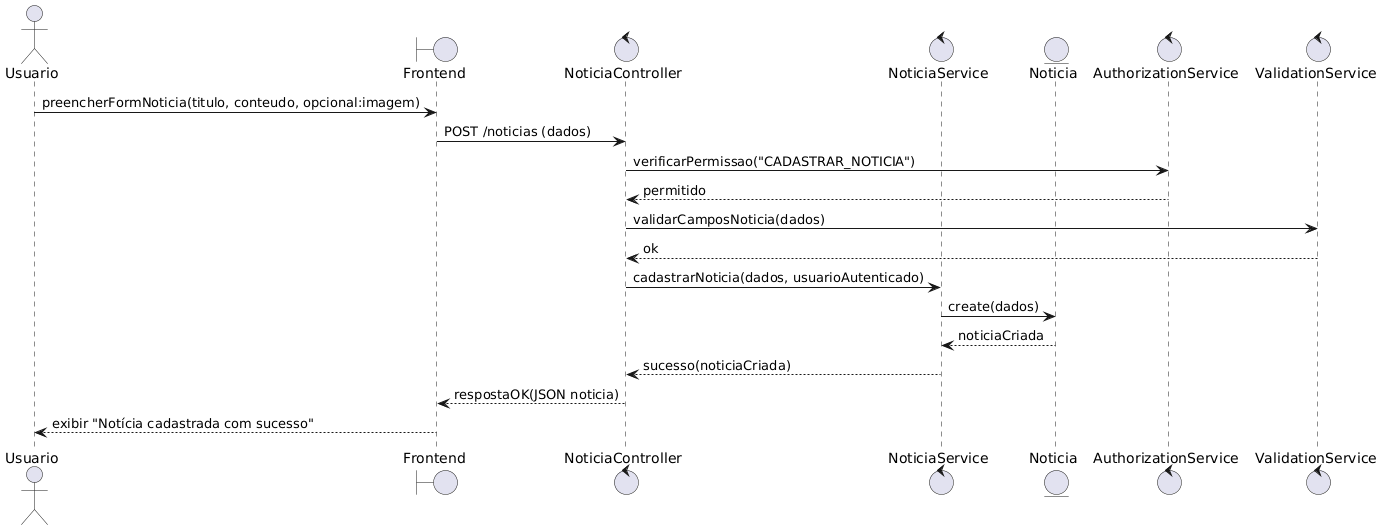 Usuario
Frontend
NoticiaController
NoticiaService
Noticia
AuthorizationService
ValidationService
preencherFormNoticia(titulo, conteudo, opcional:imagem)
POST /noticias (dados)
verificarPermissao("CADASTRAR_NOTICIA")
permitido
validarCamposNoticia(dados)
ok
cadastrarNoticia(dados, usuarioAutenticado)
create(dados)
noticiaCriada
sucesso(noticiaCriada)
respostaOK(JSON noticia)
exibir "Notícia cadastrada com sucesso"
Usuario
Frontend
NoticiaController
NoticiaService
Noticia
AuthorizationService
ValidationService